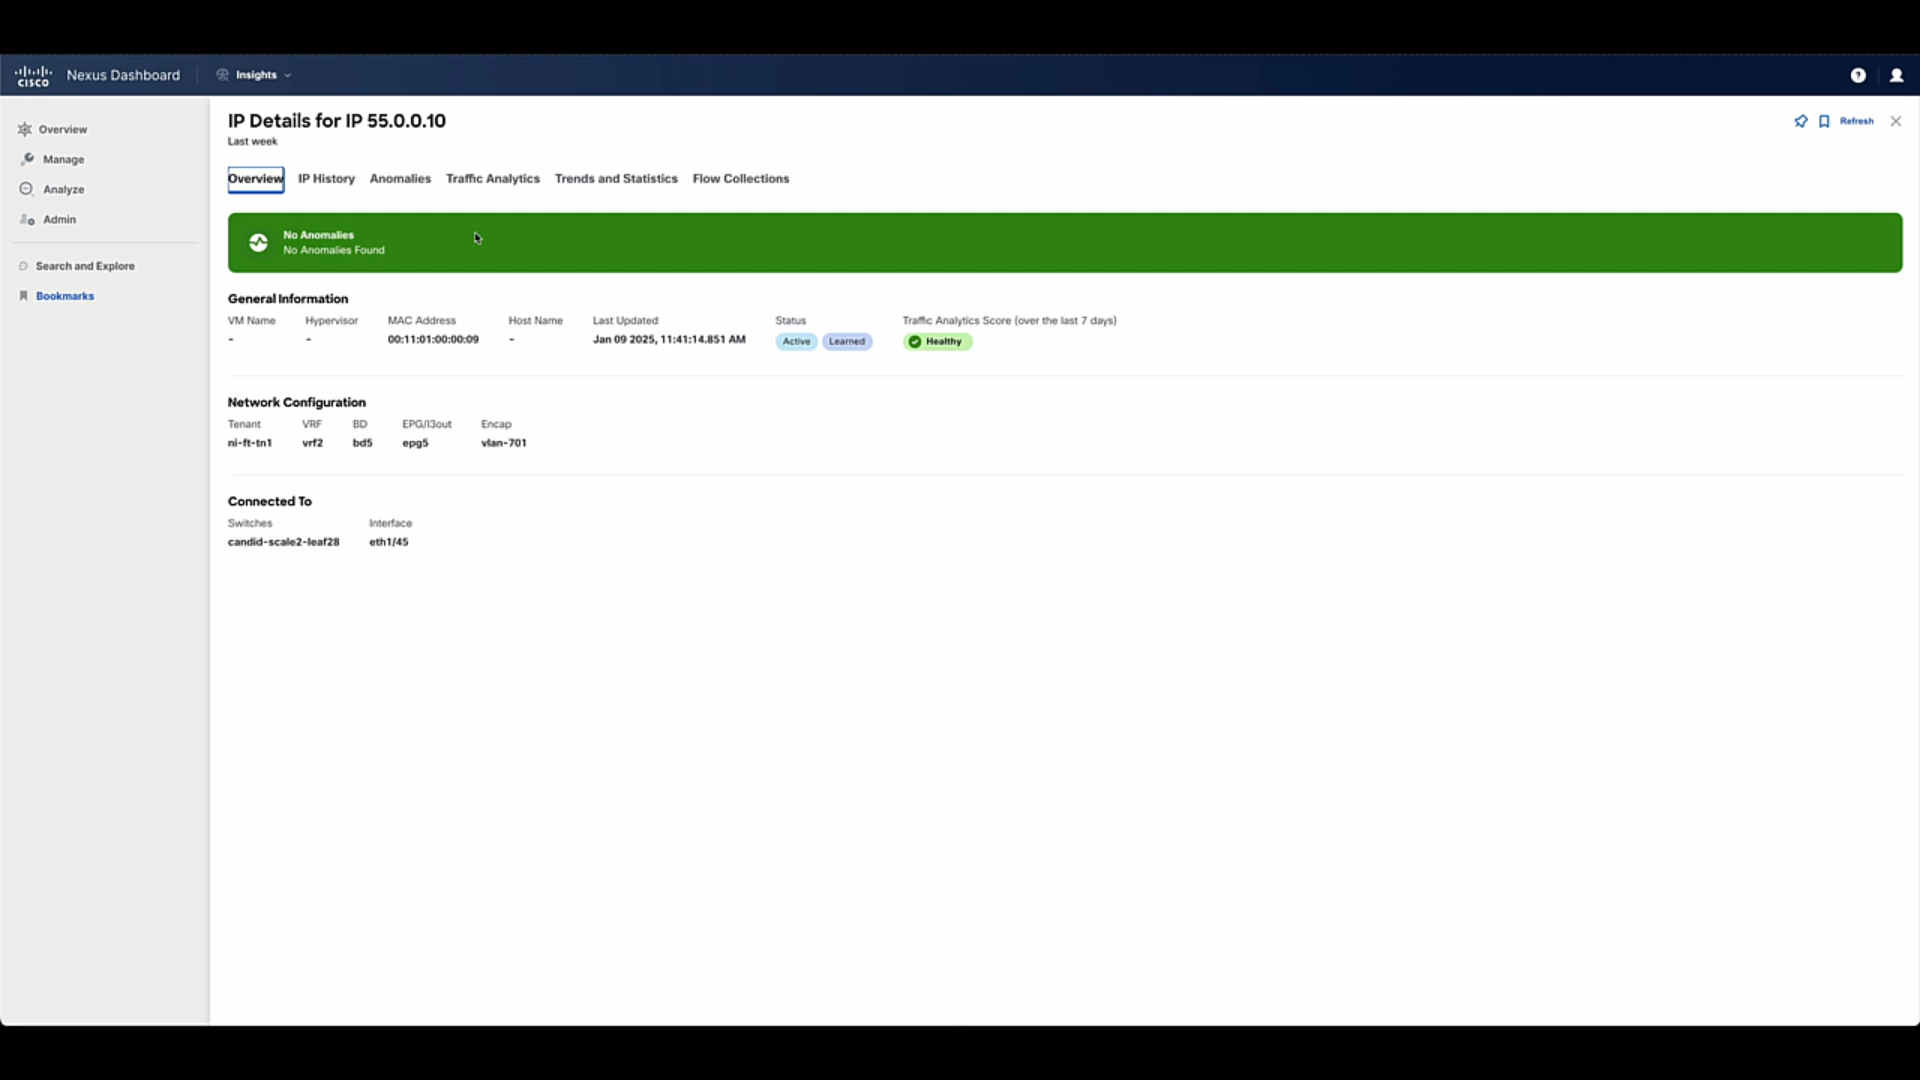 CISCO
Nexus Dashboard
Insights
?
Overview
Manage
Analyze
Admin
Search and Explore
Bookmarks
IP Details for IP 55.0.0.10
Last week
Refresh
Overview IP History Anomalies Traffic Analytics Trends and Statistics Flow Collections
No Anomalies
No Anomalies Found
General Information
VM Name Hypervisor MAC Address Host Name Last Updated Status Traffic Analytics Score (over the last 7 days)
- - 00:11:01:00:00:09 - Jan 09 2025, 11:41:14.851 AM Active Learned Healthy
Network Configuration
Tenant VRF BD EPG/l3out Encap
ni-ft-tn1 vrf2 bd5 epg5 vlan-701
Connected To
Switches Interface
candid-scale2-leaf28 eth1/45